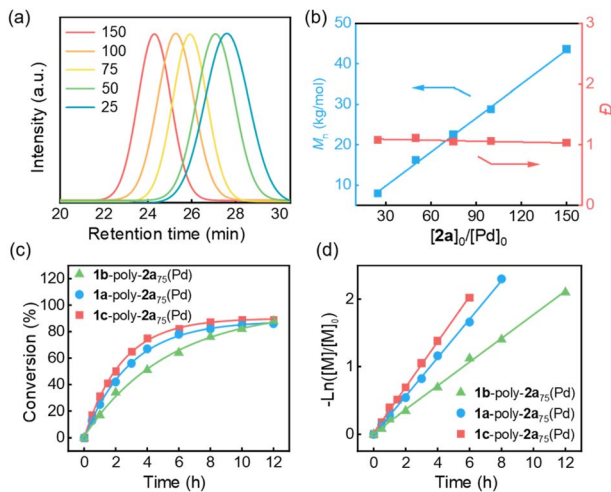 (a)
150
100
75
50
25
Intensity (a.u.)
20 22 24 26 28 30
Retention time (min)
(b)
50
40
30
20
10
Mn (kg/mol)
3
2
1
0
Đ
30 60 90 120 150
[2a]0/[Pd]0
(c)
1b-poly-2a75(Pd)
1a-poly-2a75(Pd)
1c-poly-2a75(Pd)
120
100
80
60
40
20
0
Conversion (%)
0 2 4 6 8 10 12
Time (h)
(d)
2
1
0
-Ln([M]/[M]0)
1b-poly-2a75(Pd)
1a-poly-2a75(Pd)
1c-poly-2a75(Pd)
0 2 4 6 8 10 12
Time (h)